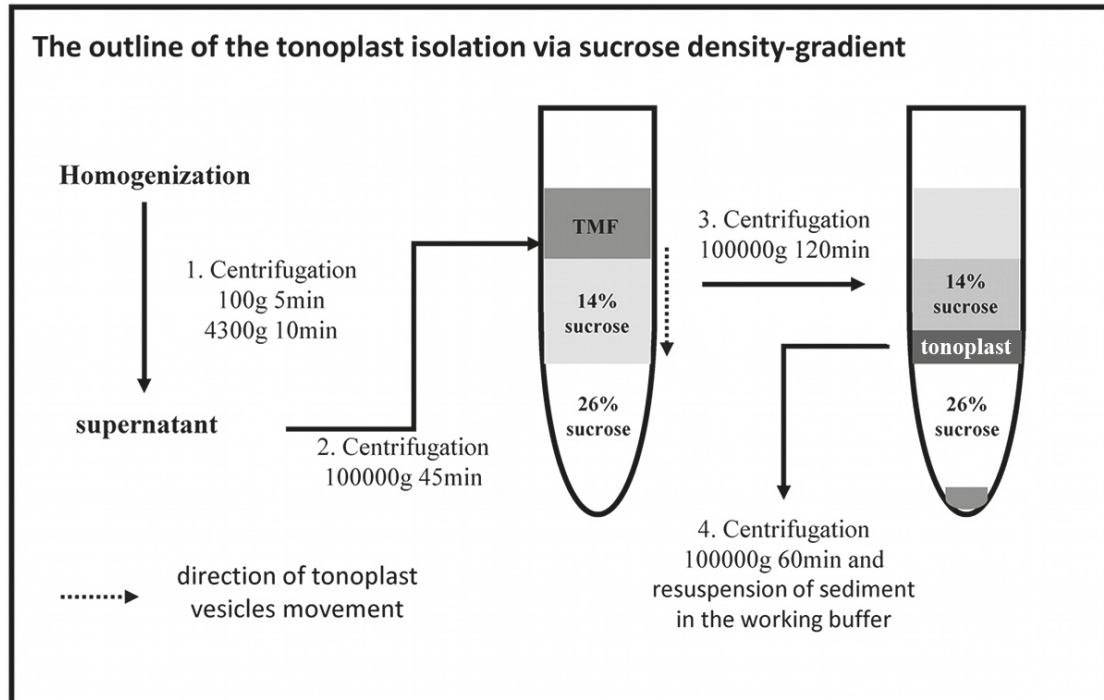 The outline of the tonoplast isolation via sucrose density-gradient
Homogenization
1. Centrifugation
100g 5min
4300g 10min
supernatant
2. Centrifugation
100000g 45min
TMF
14%
sucrose
26%
sucrose
3. Centrifugation
100000g 120min
14%
sucrose
tonoplast
26%
sucrose
4. Centrifugation
100000g 60min and
resuspension of sediment
in the working buffer
direction of tonoplast
vesicles movement